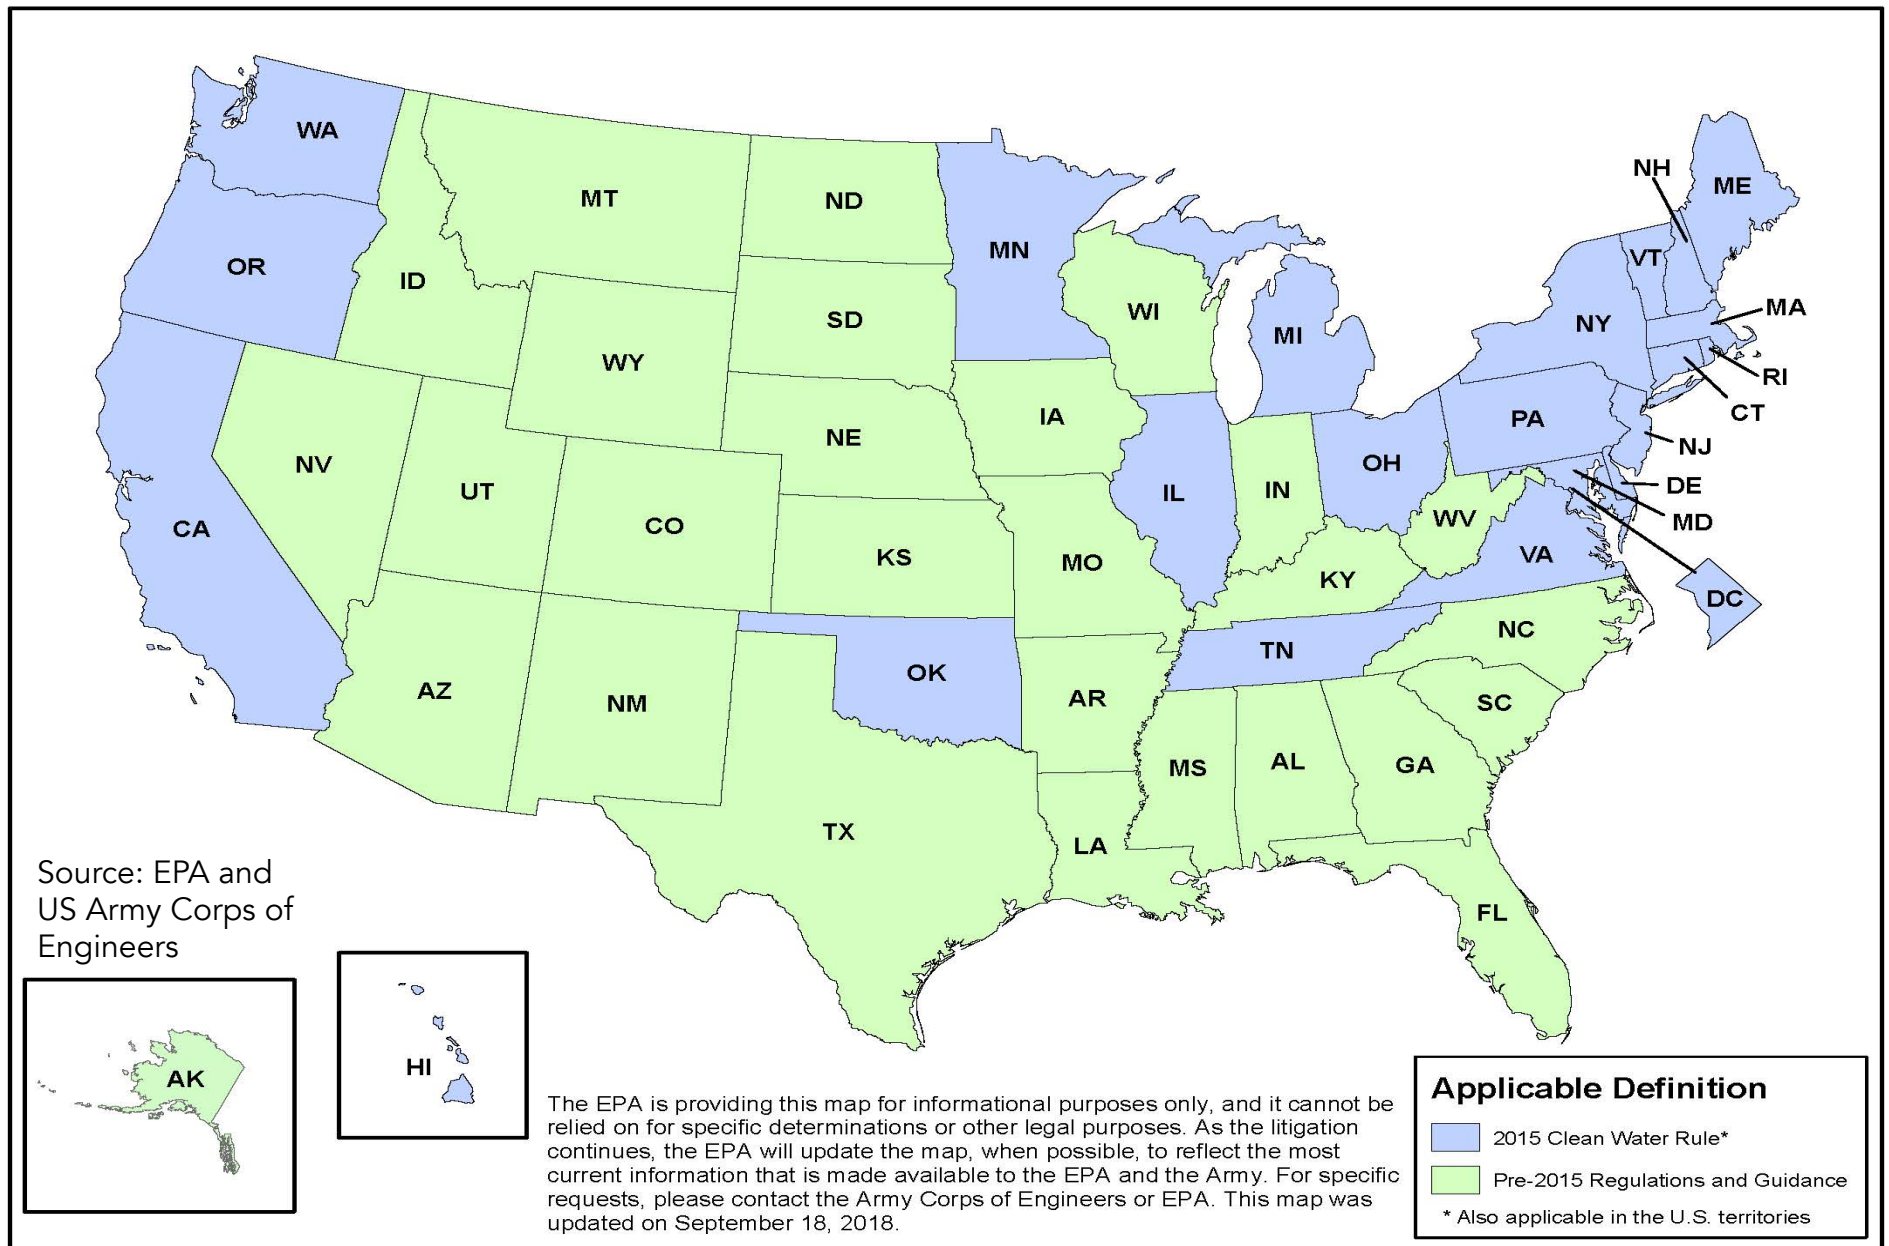 WA
MT
ND
MN
NH
ME
VT
OR
ID
SD
WI
MI
NY
MA
WY
RI
CT
IA
PA
NE
NJ
NV
UT
CO
IL
IN
OH
DE
WV
MD
CA
KS
MO
KY
VA
DC
OK
TN
NC
AZ
NM
AR
SC
MS
AL
GA
TX
LA
FL
Source: EPA and
US Army Corps of
Engineers
AK
HI
The EPA is providing this map for informational purposes only, and it cannot be
relied on for specific determinations or other legal purposes. As the litigation
continues, the EPA will update the map, when possible, to reflect the most
current information that is made available to the EPA and the Army. For specific
requests, please contact the Army Corps of Engineers or EPA. This map was
updated on September 18, 2018.
Applicable Definition
2015 Clean Water Rule*
Pre-2015 Regulations and Guidance
* Also applicable in the U.S. territories